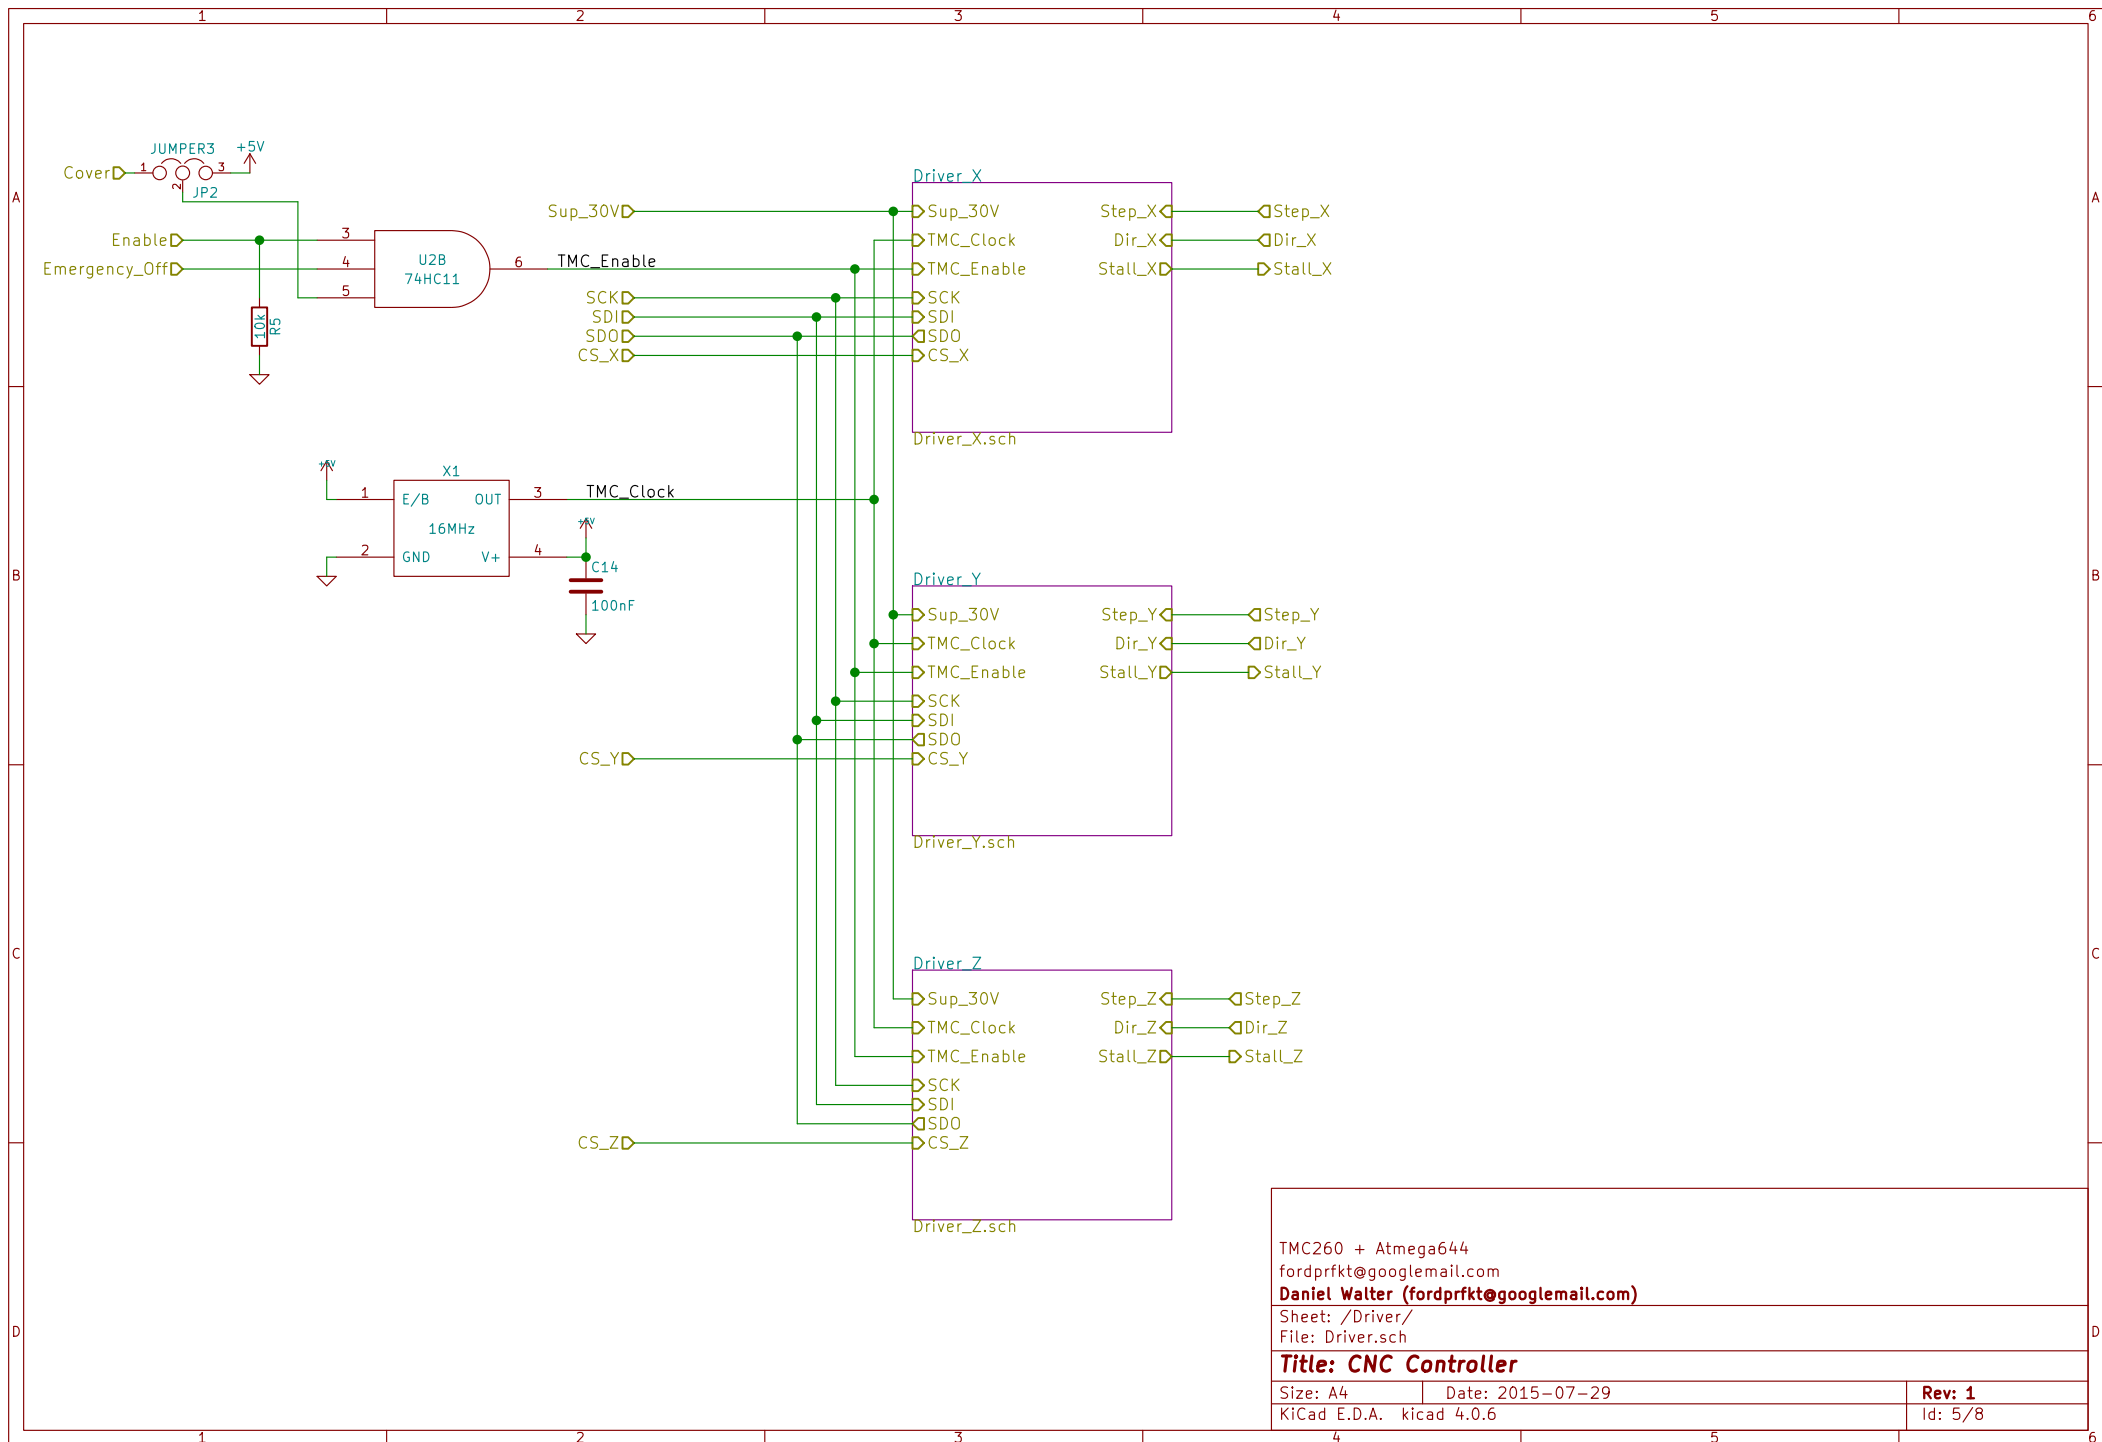 1 2 3 4 5 6
A A
B B
C C
D D
JUMPER3
+5V
Cover
1
3
2
JP2
Enable
Emergency_Off
3
4
5
U2B
74HC11
6
TMC_Enable
10k
R5
+5V
X1
1 E/B OUT 3
16MHz
2 GND V+ 4
TMC_Clock
+5V
C14
100nF
Sup_30V
SCK
SDI
SDO
CS_X
Driver_X
Sup_30V Step_X Step_X
TMC_Clock Dir_X Dir_X
TMC_Enable Stall_X Stall_X
SCK
SDI
SDO
CS_X
Driver_X.sch
Driver_Y
Sup_30V Step_Y Step_Y
TMC_Clock Dir_Y Dir_Y
TMC_Enable Stall_Y Stall_Y
SCK
SDI
SDO
CS_Y CS_Y
Driver_Y.sch
Driver_Z
Sup_30V Step_Z Step_Z
TMC_Clock Dir_Z Dir_Z
TMC_Enable Stall_Z Stall_Z
SCK
SDI
SDO
CS_Z CS_Z
Driver_Z.sch
TMC260 + Atmega644
fordprfkt@googlemail.com
Daniel Walter (fordprfkt@googlemail.com)
Sheet: /Driver/
File: Driver.sch
Title: CNC Controller
Size: A4 Date: 2015-07-29 Rev: 1
KiCad E.D.A. kicad 4.0.6 Id: 5/8
1 2 3 4 5 6